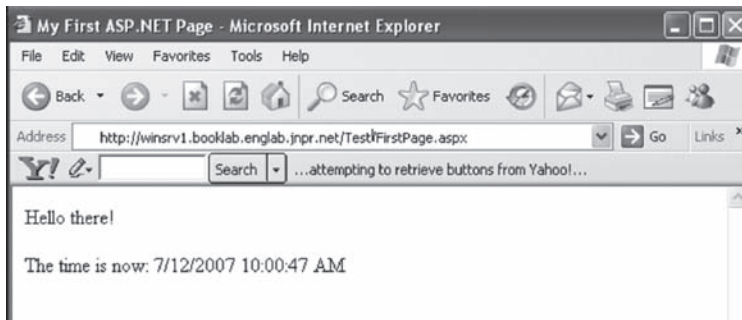 My First ASP.NET Page - Microsoft Internet Explorer
File Edit View Favorites Tools Help
Back Search Favorites
Address http://winsrv1.booklab.englab.jnpr.net/Test/FirstPage.aspx Go Links »
Y! Search ...attempting to retrieve buttons from Yahoo!...
Hello there!
The time is now: 7/12/2007 10:00:47 AM